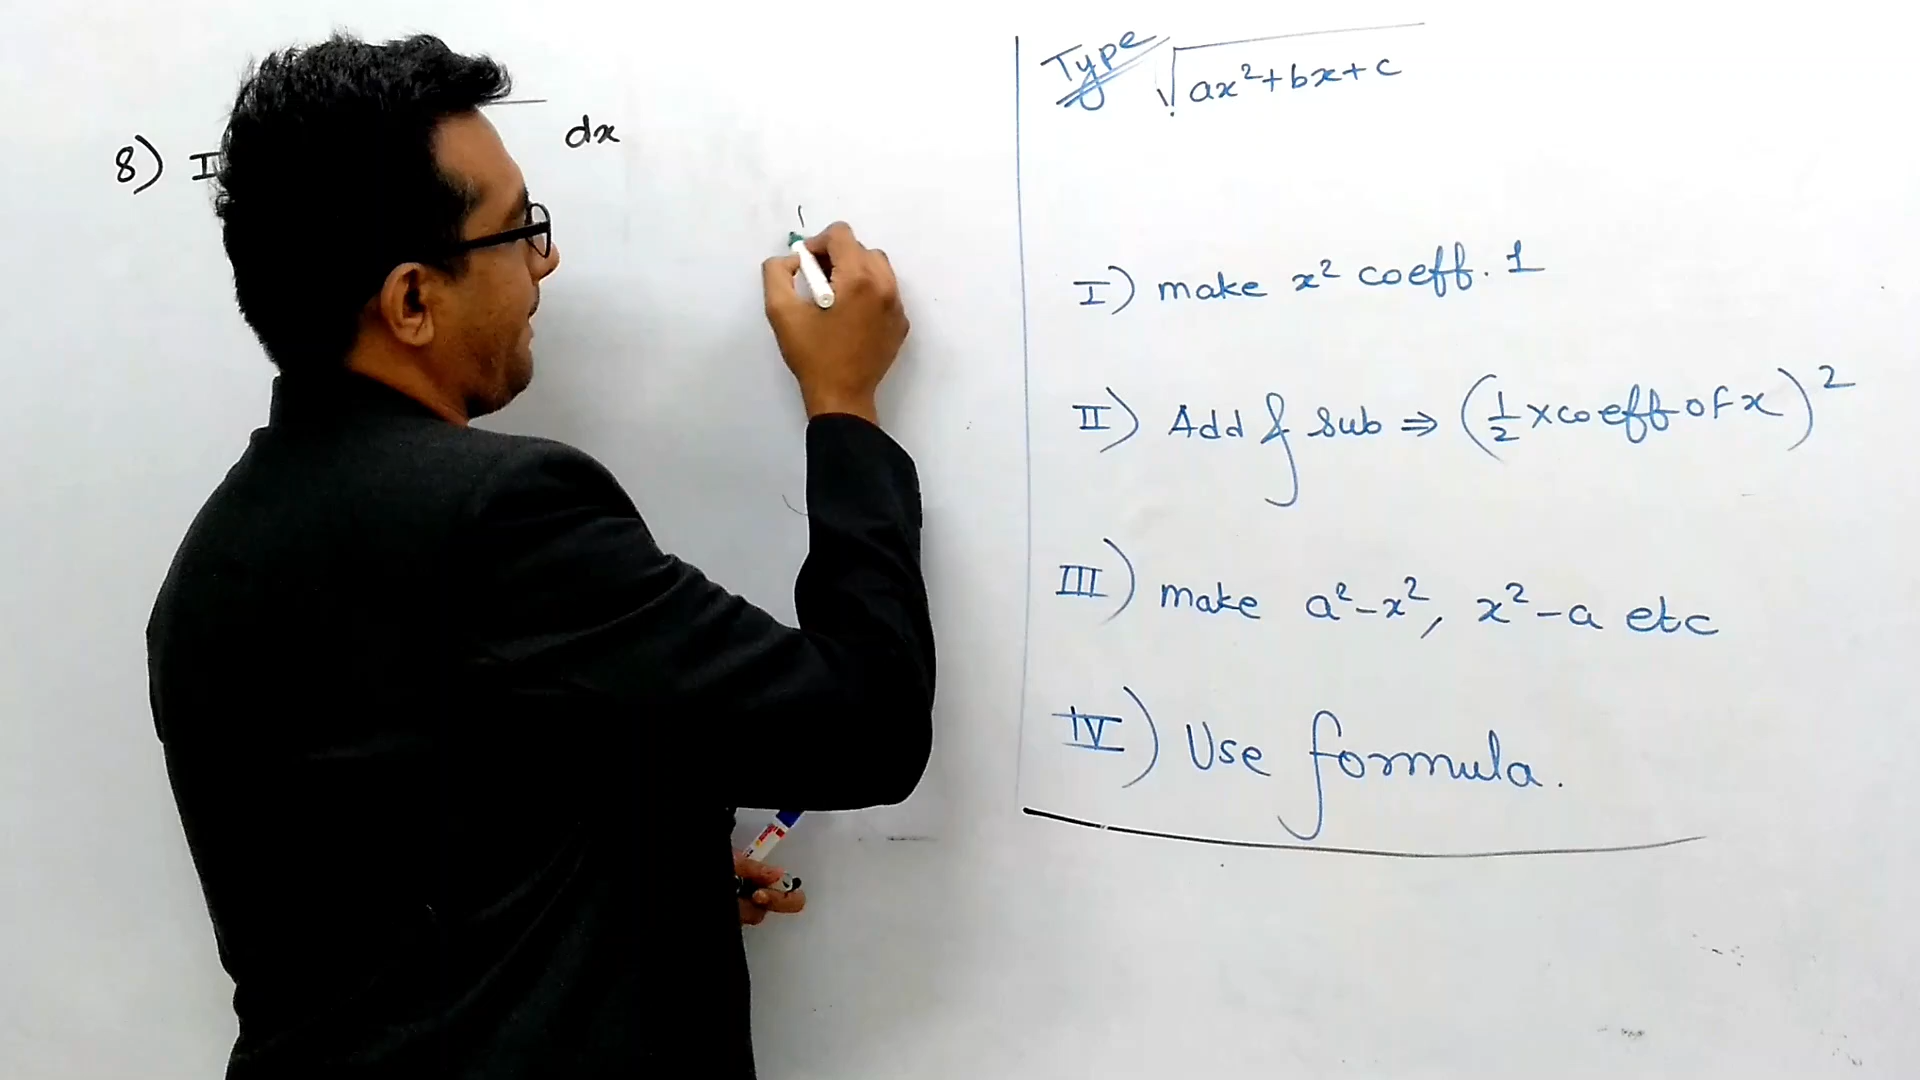 8) I dx
Type √ax²+bx+c
I) make x² coeff. 1
II) Add & Sub ⇒ (1/2 x coeff of x)²
III) make a²-x², x²-a etc
IV) Use formula.